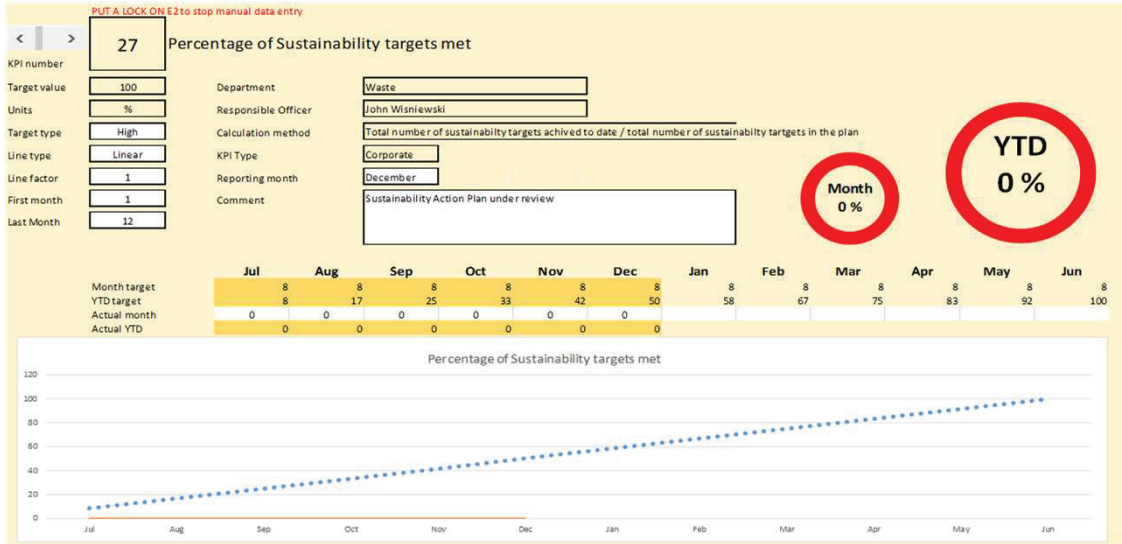 PUT A LOCK ON E2 to stop manual data entry
< >
KPI number
27
Percentage of Sustainability targets met
Target value 100 Department Waste
Units % Responsible Officer John Wisniewski
Target type High Calculation method Total number of sustainabilty targets achived to date / total number of sustainabilty tartgets in the plan
Line type Linear KPI Type Corporate
Line factor 1 Reporting month December
First month 1 Comment Sustainability Action Plan under review
Last Month 12
Month
0 %
YTD
0 %
Jul Aug Sep Oct Nov Dec Jan Feb Mar Apr May Jun
Month target 8 8 8 8 8 8 8 8 8 8 8 8
YTD target 8 17 25 33 42 50 58 67 75 83 92 100
Actual month 0 0 0 0 0 0
Actual YTD 0 0 0 0 0 0
Percentage of Sustainability targets met
120
100
80
60
40
20
0
Jul Aug Sep Oct Nov Dec Jan Feb Mar Apr May Jun